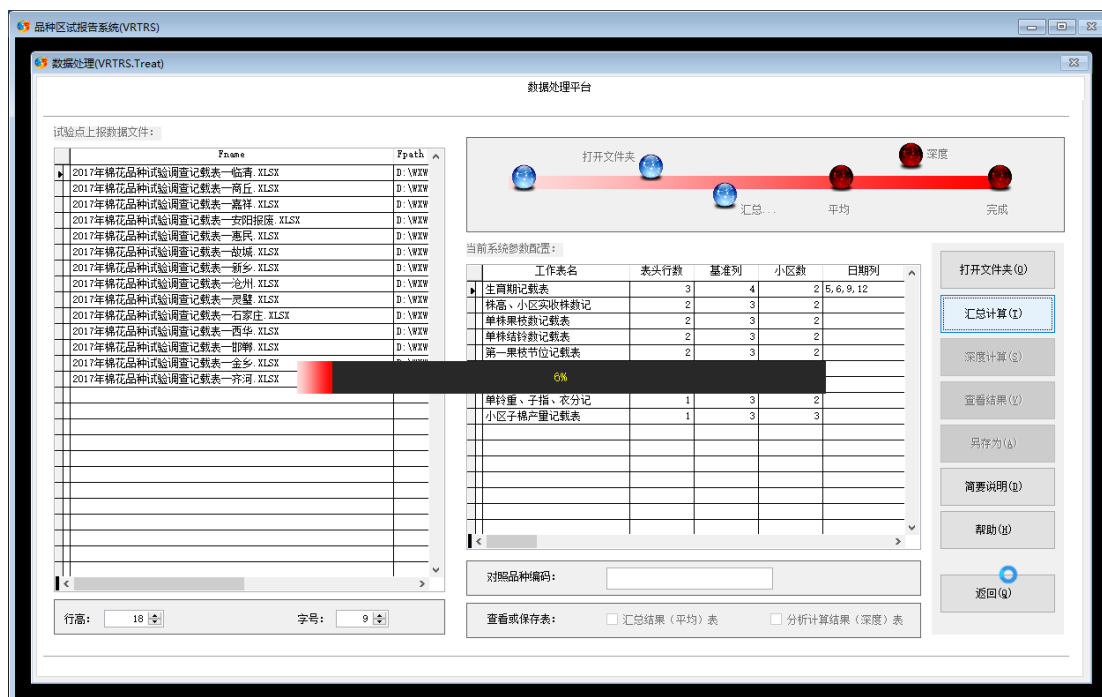 品种区试报告系统(VRTRS)
数据处理(VRTRS.Treat)
数据处理平台
试验点上报数据文件:
Fname Fpath
2017年棉花品种试验调查记载表—临清.XLSX D:\WXW
2017年棉花品种试验调查记载表—商丘.XLSX D:\WXW
2017年棉花品种试验调查记载表—嘉祥.XLSX D:\WXW
2017年棉花品种试验调查记载表—安阳报废.XLSX D:\WXW
2017年棉花品种试验调查记载表—惠民.XLSX D:\WXW
2017年棉花品种试验调查记载表—故城.XLSX D:\WXW
2017年棉花品种试验调查记载表—新乡.XLSX D:\WXW
2017年棉花品种试验调查记载表—沧州.XLSX D:\WXW
2017年棉花品种试验调查记载表—灵璧.XLSX D:\WXW
2017年棉花品种试验调查记载表—石家庄.XLSX D:\WXW
2017年棉花品种试验调查记载表—西华.XLSX D:\WXW
2017年棉花品种试验调查记载表—邯郸.XLSX D:\WXW
2017年棉花品种试验调查记载表—金乡.XLSX
2017年棉花品种试验调查记载表—齐河.XLSX
行高: 18 字号: 9
打开文件夹 深度
汇总... 平均 完成
当前系统参数配置:
工作表名 表头行数 基准列 小区数 日期列
生育期记载表 3 4 2 5,6,9,12
株高、小区实收株数记 2 3 2
单株果枝数记载表 2 3 2
单株结铃数记载表 2 3 2
第一果枝节位记载表 2 3 2
6%
单铃重、子指、衣分记 1 3 2
小区子棉产量记载表 1 3 3
对照品种编码:
查看或保存表: 汇总结果(平均)表 分析计算结果(深度)表
打开文件夹(O)
汇总计算(I)
深度计算(S)
查看结果(V)
另存为(A)
简要说明(D)
帮助(H)
返回(Q)